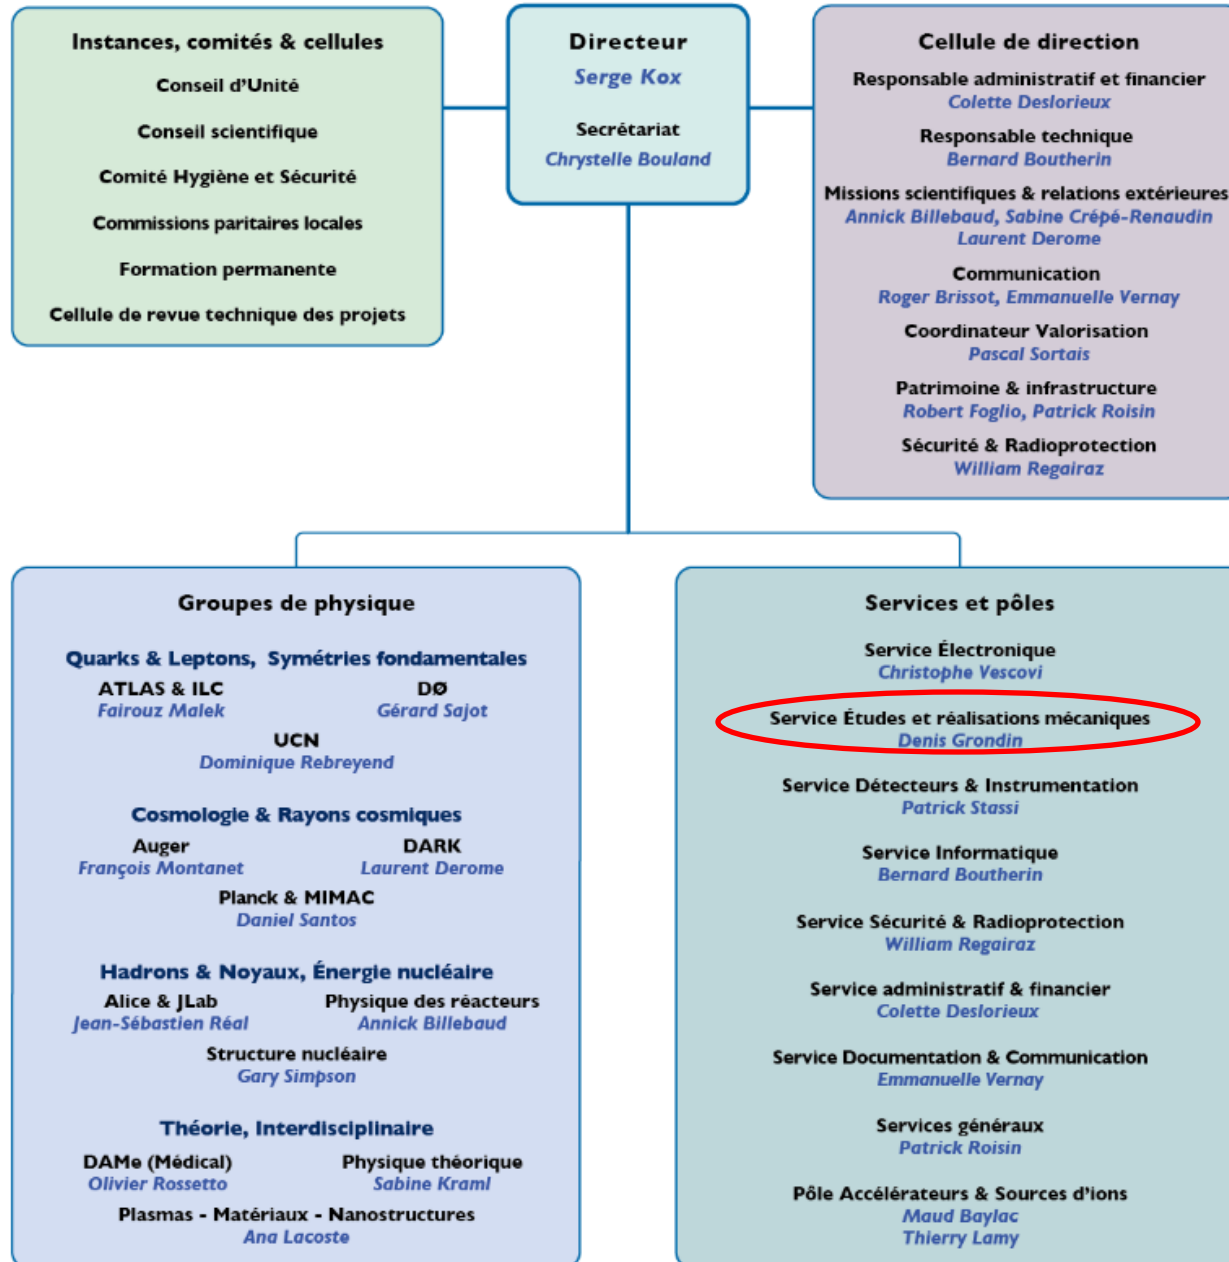 Instances, comités & cellules
Conseil d'Unité
Conseil scientifique
Comité Hygiène et Sécurité
Commissions paritaires locales
Formation permanente
Cellule de revue technique des projets
Directeur
Serge Kox
Secrétariat
Chrystelle Bouland
Cellule de direction
Responsable administratif et financier
Colette Deslorieux
Responsable technique
Bernard Boutherin
Missions scientifiques & relations extérieures
Annick Billebaud, Sabine Crépé-Renaudin
Laurent Derome
Communication
Roger Brissot, Emmanuelle Vernay
Coordinateur Valorisation
Pascal Sortais
Patrimoine & infrastructure
Robert Foglio, Patrick Roisin
Sécurité & Radioprotection
William Regairaz
Groupes de physique
Quarks & Leptons, Symétries fondamentales
ATLAS & ILC DØ
Fairouz Malek Gérard Sajot
UCN
Dominique Rebreyend
Cosmologie & Rayons cosmiques
Auger DARK
François Montanet Laurent Derome
Planck & MIMAC
Daniel Santos
Hadrons & Noyaux, Énergie nucléaire
Alice & JLab Physique des réacteurs
Jean-Sébastien Réal Annick Billebaud
Structure nucléaire
Gary Simpson
Théorie, Interdisciplinaire
DAMe (Médical) Physique théorique
Olivier Rossetto Sabine Kraml
Plasmas - Matériaux - Nanostructures
Ana Lacoste
Services et pôles
Service Électronique
Christophe Vescovi
Service Études et réalisations mécaniques
Denis Grondin
Service Détecteurs & Instrumentation
Patrick Stassi
Service Informatique
Bernard Boutherin
Service Sécurité & Radioprotection
William Regairaz
Service administratif & financier
Colette Deslorieux
Service Documentation & Communication
Emmanuelle Vernay
Services généraux
Patrick Roisin
Pôle Accélérateurs & Sources d'ions
Maud Baylac
Thierry Lamy